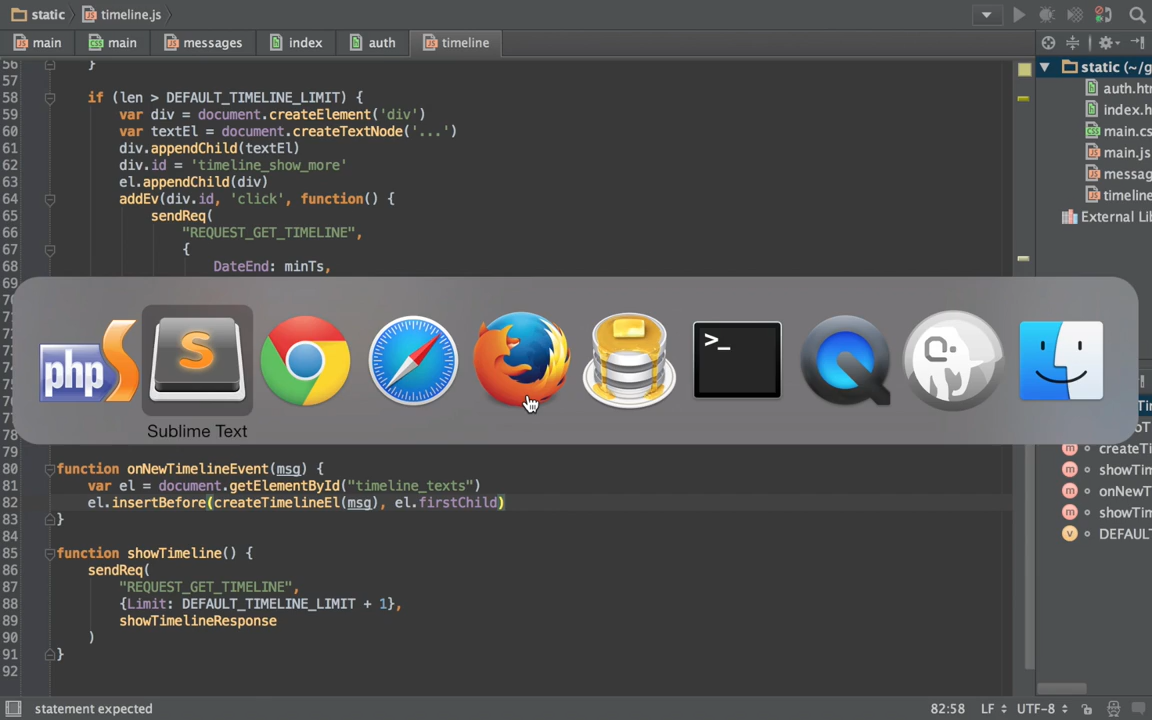 static timeline.js
main main messages index auth timeline
static (~/g
56 }
57
58 if (len > DEFAULT_TIMELINE_LIMIT) {
59 var div = document.createElement('div')
60 var textEl = document.createTextNode('...')
61 div.appendChild(textEl)
62 div.id = 'timeline_show_more'
63 el.appendChild(div)
64 addEv(div.id, 'click', function() {
65 sendReq(
66 "REQUEST_GET_TIMELINE",
67 {
68 DateEnd: minTs,
69
auth.ht
index.h
main.cs
main.js
messag
timeline
External Lib
php
S
>_
Sublime Text
78
79
80 function onNewTimelineEvent(msg) {
81 var el = document.getElementById("timeline_texts")
82 el.insertBefore(createTimelineEl(msg), el.firstChild)
83 }
84
85 function showTimeline() {
86 sendReq(
87 "REQUEST_GET_TIMELINE",
88 {Limit: DEFAULT_TIMELINE_LIMIT + 1},
89 showTimelineResponse
90 )
91 }
92
m createTi
m showTim
m onNewT
m showTim
v DEFAUL
statement expected 82:58 LF UTF-8